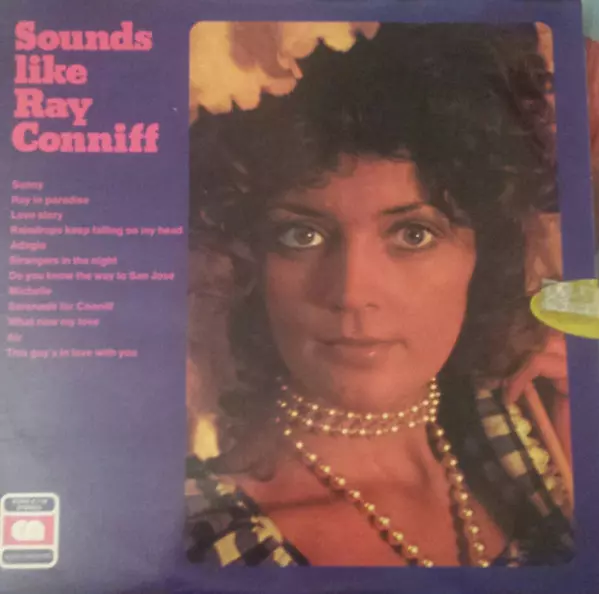 Sounds
like
Ray
Conniff
Sunny
Ray in paradise
Love story
Raindrops keep falling on my head
Adagio
Strangers in the night
Do you know the way to San José
Michelle
Serenade for Conniff
What now my love
Air
This guy's in love with you